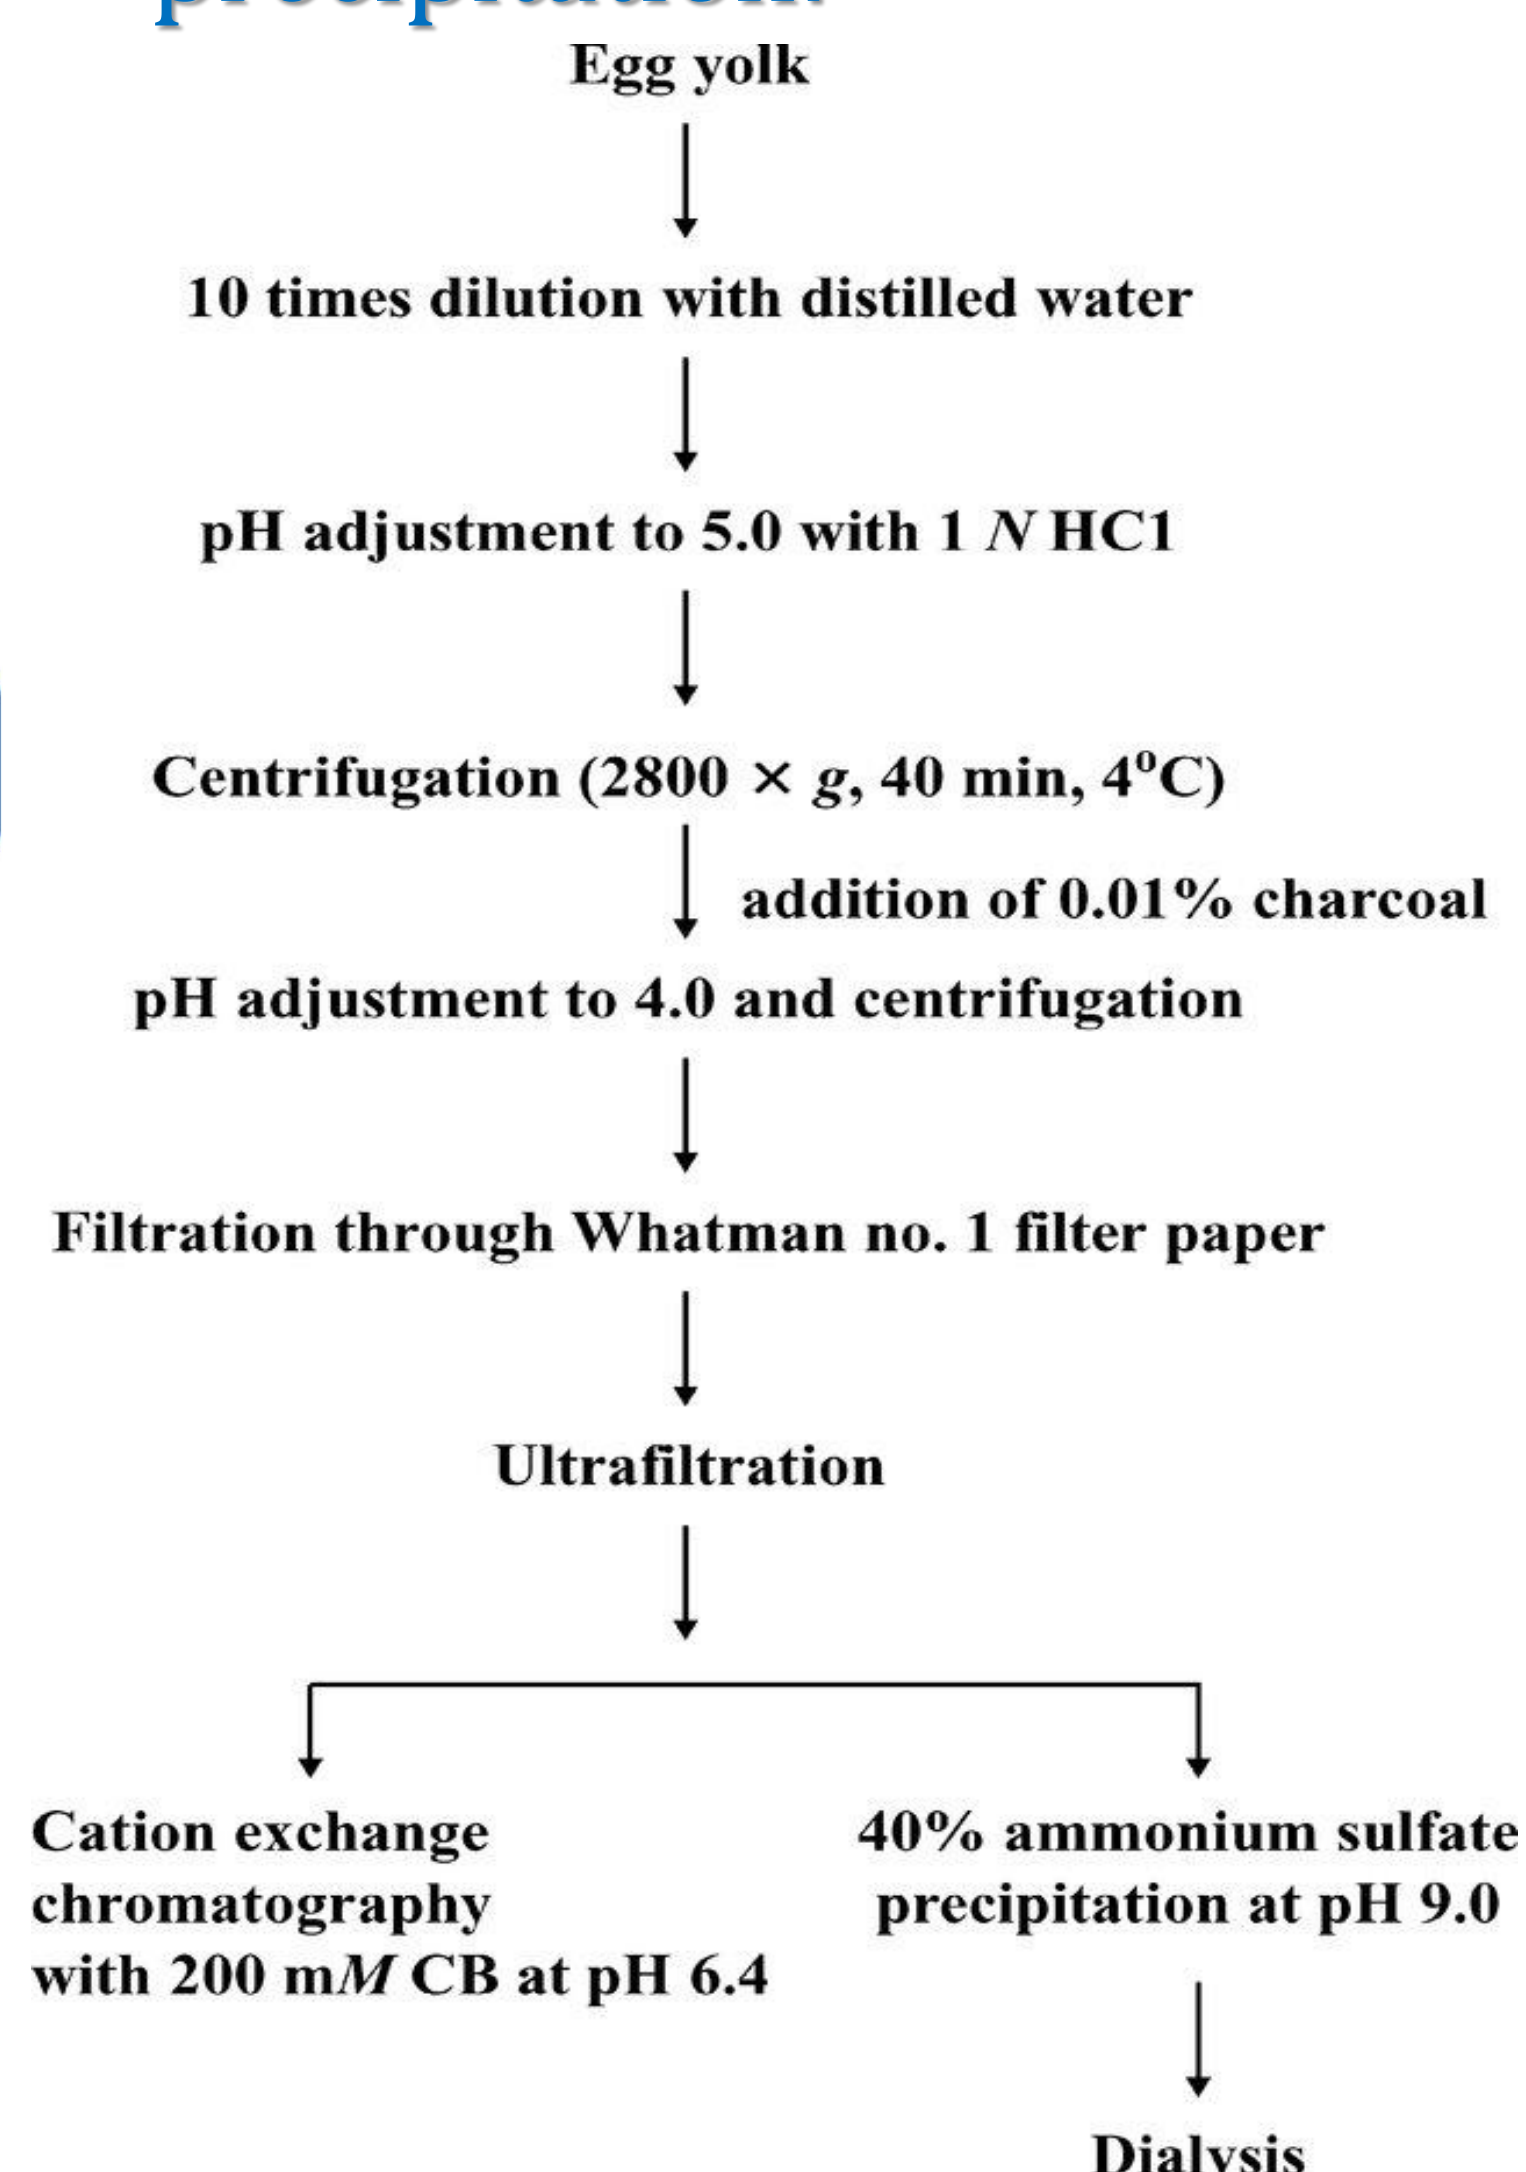 precipitation.
Egg yolk
10 times dilution with distilled water
pH adjustment to 5.0 with 1 N HC1
Centrifugation (2800 × g, 40 min, 4°C)
addition of 0.01% charcoal
pH adjustment to 4.0 and centrifugation
Filtration through Whatman no. 1 filter paper
Ultrafiltration
Cation exchange
chromatography
with 200 mM CB at pH 6.4
40% ammonium sulfate
precipitation at pH 9.0
Dialysis